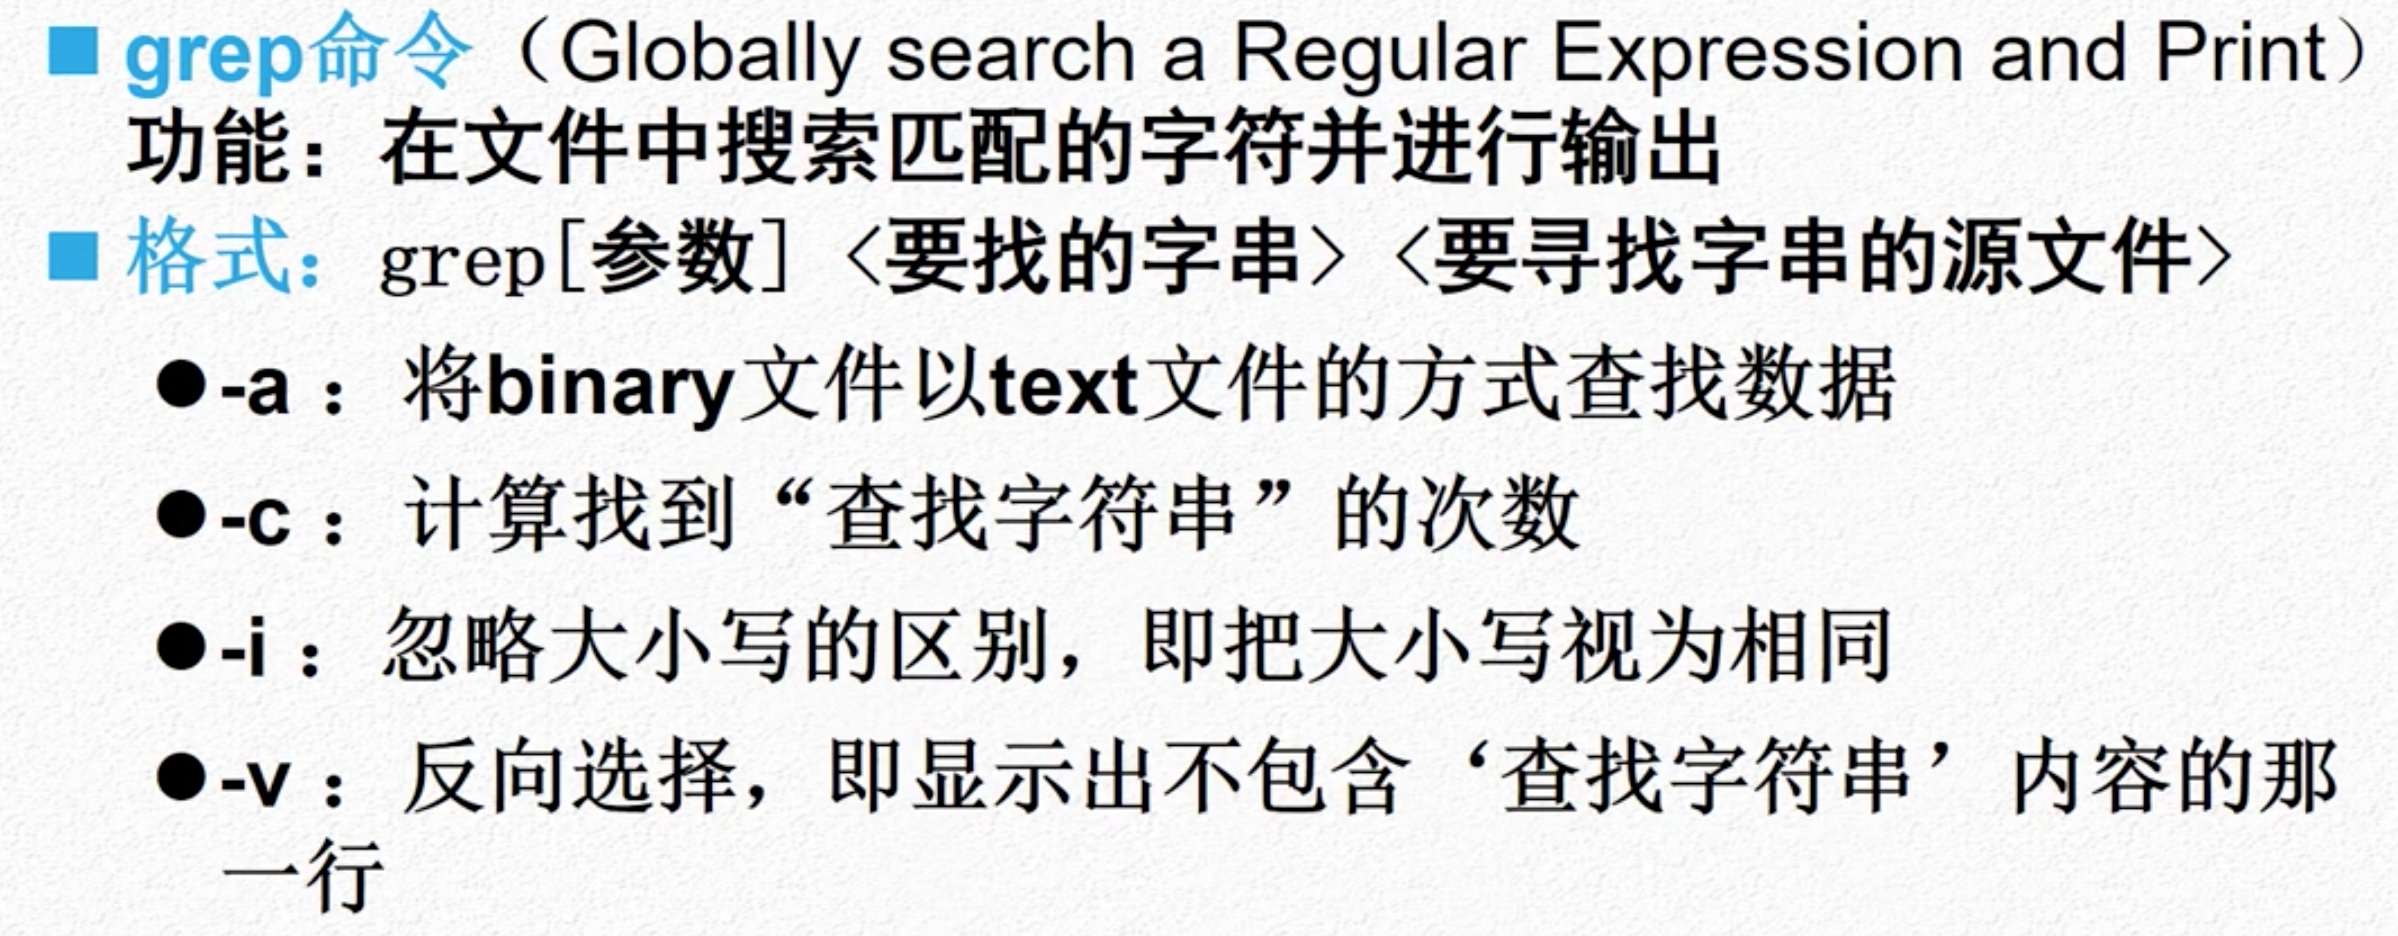 grep命令（Globally search a Regular Expression and Print）
功能：在文件中搜索匹配的字符并进行输出
格式：grep[参数] <要找的字串> <要寻找字串的源文件>
-a：将binary文件以text文件的方式查找数据
-c：计算找到“查找字符串”的次数
-i：忽略大小写的区别，即把大小写视为相同
-v：反向选择，即显示出不包含‘查找字符串’内容的那
一行